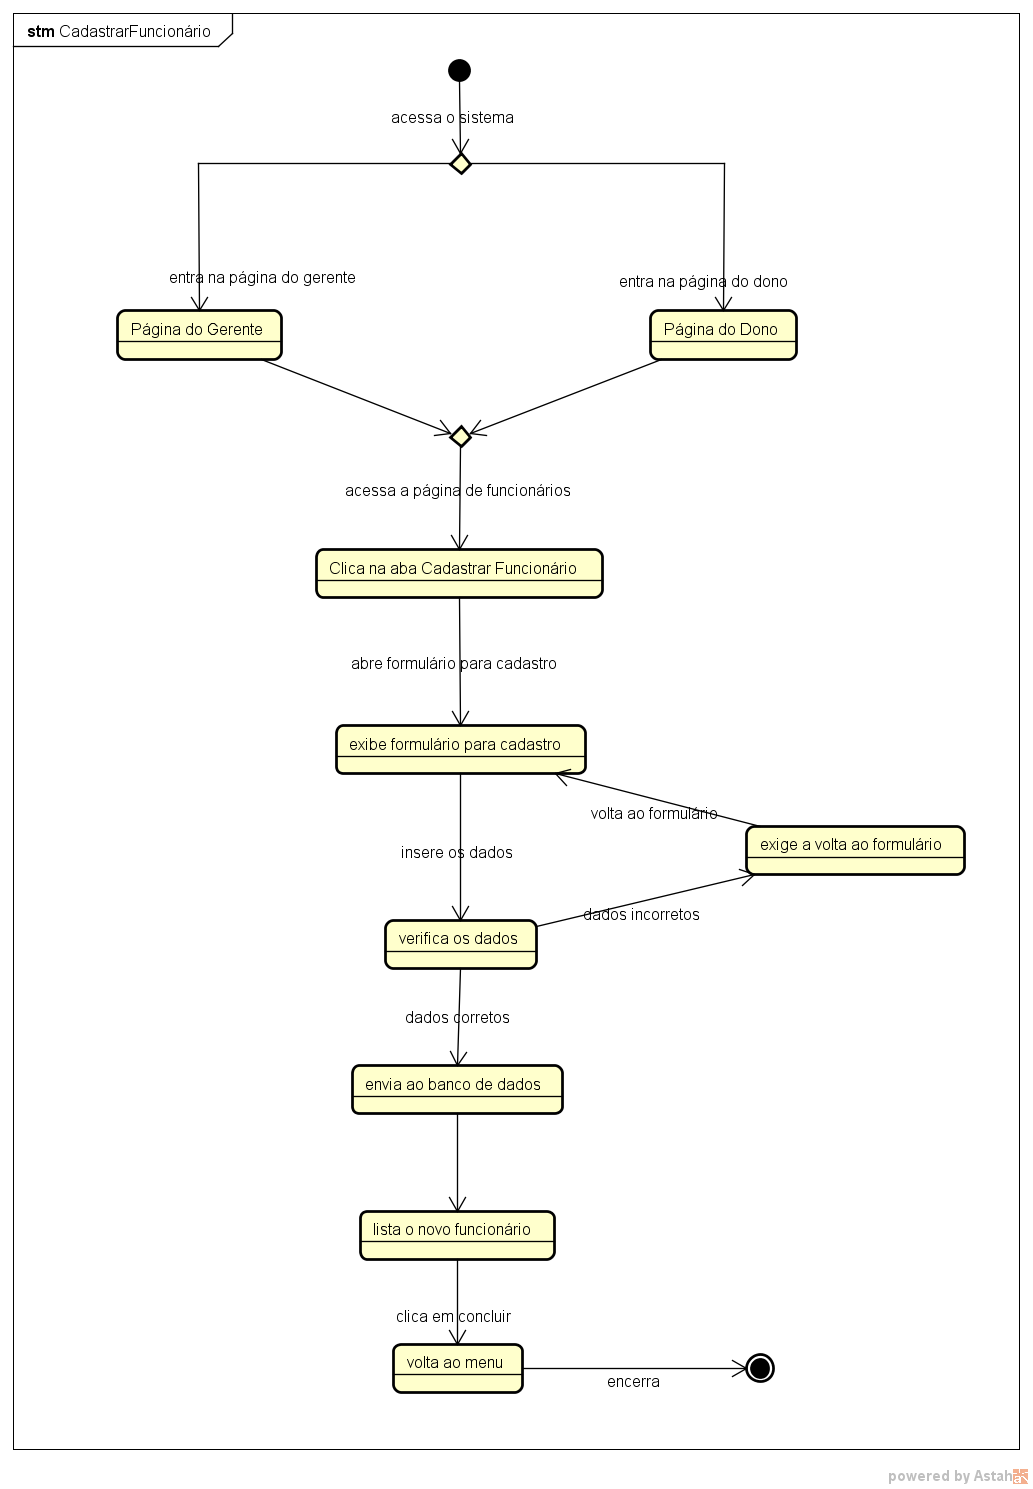 stm CadastrarFuncionário
acessa o sistema
entra na página do gerente
entra na página do dono
Página do Gerente
Página do Dono
acessa a página de funcionários
Clica na aba Cadastrar Funcionário
abre formulário para cadastro
exibe formulário para cadastro
volta ao formulário
exige a volta ao formulário
insere os dados
dados incorretos
verifica os dados
dados corretos
envia ao banco de dados
lista o novo funcionário
clica em concluir
volta ao menu
encerra
powered by Astah